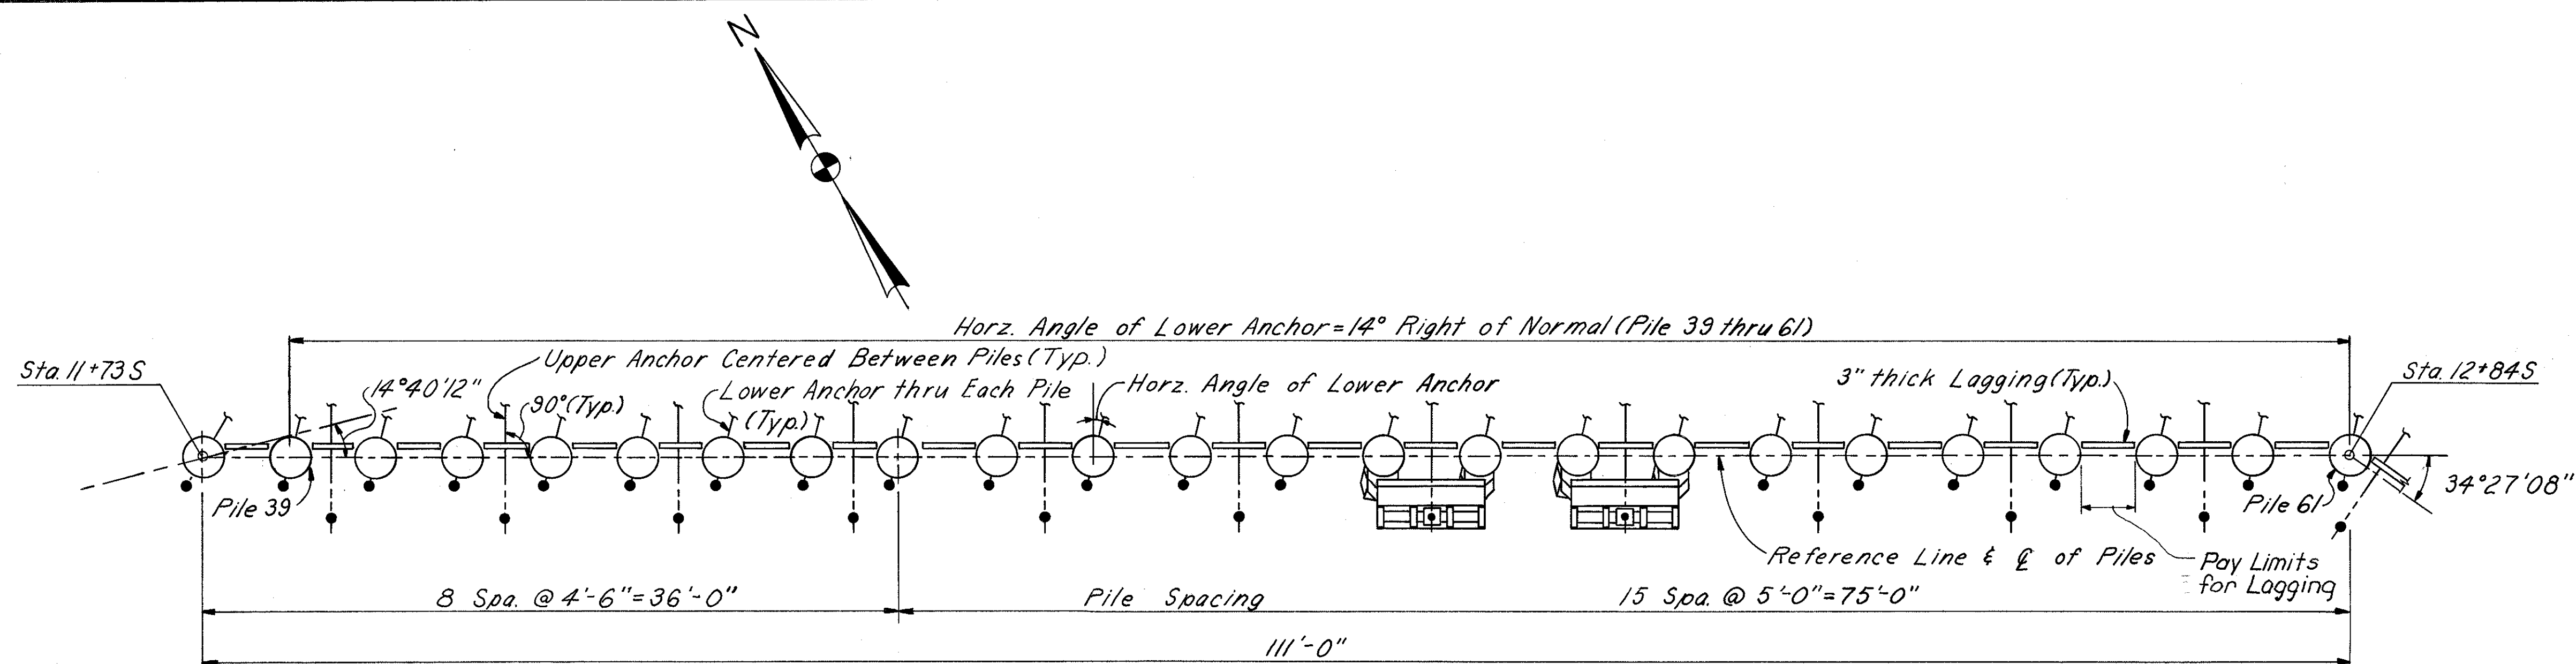 N
Horz. Angle of Lower Anchor=14° Right of Normal (Pile 39 thru 61)
Sta. 11+73 S
14°40'12"
Upper Anchor Centered Between Piles (Typ.)
90° (Typ.)
Lower Anchor thru Each Pile
(Typ.)
Horz. Angle of Lower Anchor
3" thick Lagging (Typ.)
Sta. 12+84 S
Pile 39
Pile 61
34°27'08"
Reference Line & ℄ of Piles
Pay Limits
for Lagging
8 Spa. @ 4'-6"=36'-0"
Pile Spacing
15 Spa. @ 5'-0"=75'-0"
111'-0"